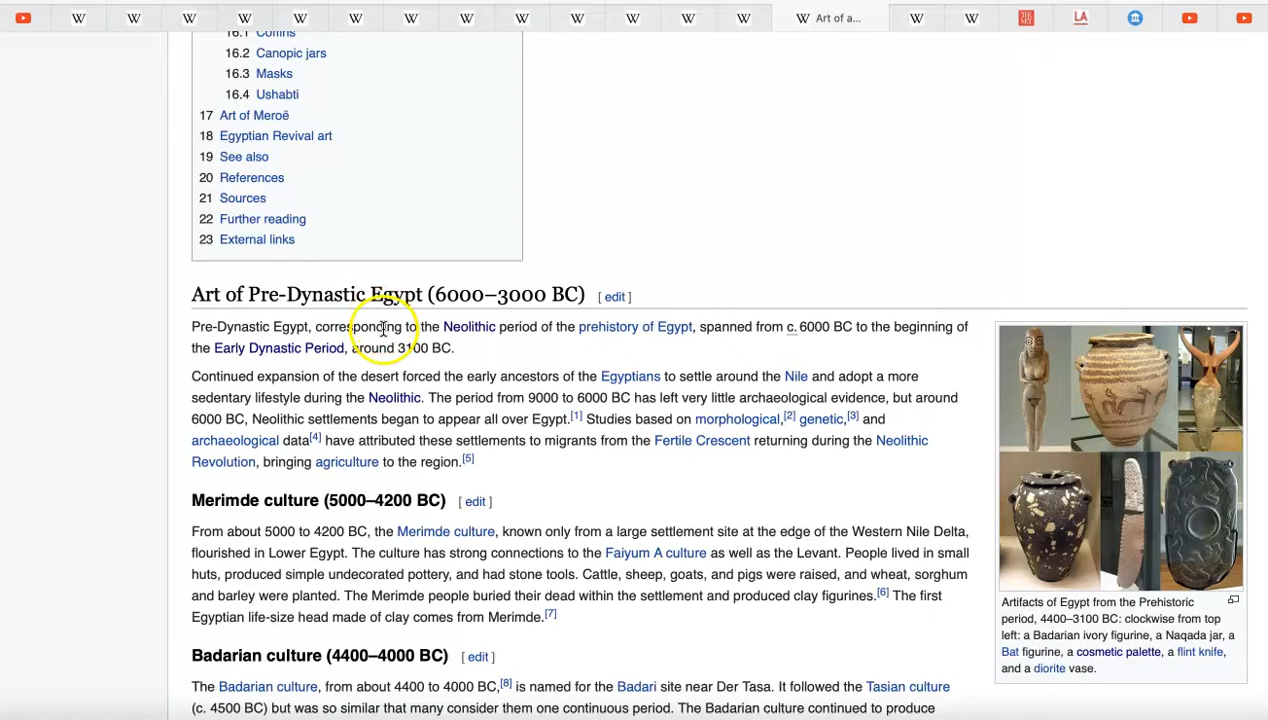 Art of a...
16.1 Coffins
16.2 Canopic jars
16.3 Masks
16.4 Ushabti
17 Art of Meroë
18 Egyptian Revival art
19 See also
20 References
21 Sources
22 Further reading
23 External links
Art of Pre-Dynastic Egypt (6000–3000 BC) [ edit ]
Pre-Dynastic Egypt, corresponding to the Neolithic period of the prehistory of Egypt, spanned from c. 6000 BC to the beginning of
the Early Dynastic Period, around 3100 BC.
Continued expansion of the desert forced the early ancestors of the Egyptians to settle around the Nile and adopt a more
sedentary lifestyle during the Neolithic. The period from 9000 to 6000 BC has left very little archaeological evidence, but around
6000 BC, Neolithic settlements began to appear all over Egypt.[1] Studies based on morphological,[2] genetic,[3] and
archaeological data[4] have attributed these settlements to migrants from the Fertile Crescent returning during the Neolithic
Revolution, bringing agriculture to the region.[5]
Merimde culture (5000–4200 BC) [ edit ]
From about 5000 to 4200 BC, the Merimde culture, known only from a large settlement site at the edge of the Western Nile Delta,
flourished in Lower Egypt. The culture has strong connections to the Faiyum A culture as well as the Levant. People lived in small
huts, produced simple undecorated pottery, and had stone tools. Cattle, sheep, goats, and pigs were raised, and wheat, sorghum
and barley were planted. The Merimde people buried their dead within the settlement and produced clay figurines.[6] The first
Egyptian life-size head made of clay comes from Merimde.[7]
Badarian culture (4400–4000 BC) [ edit ]
The Badarian culture, from about 4400 to 4000 BC,[8] is named for the Badari site near Der Tasa. It followed the Tasian culture
(c. 4500 BC) but was so similar that many consider them one continuous period. The Badarian culture continued to produce
Artifacts of Egypt from the Prehistoric
period, 4400–3100 BC: clockwise from top
left: a Badarian ivory figurine, a Naqada jar, a
Bat figurine, a cosmetic palette, a flint knife,
and a diorite vase.